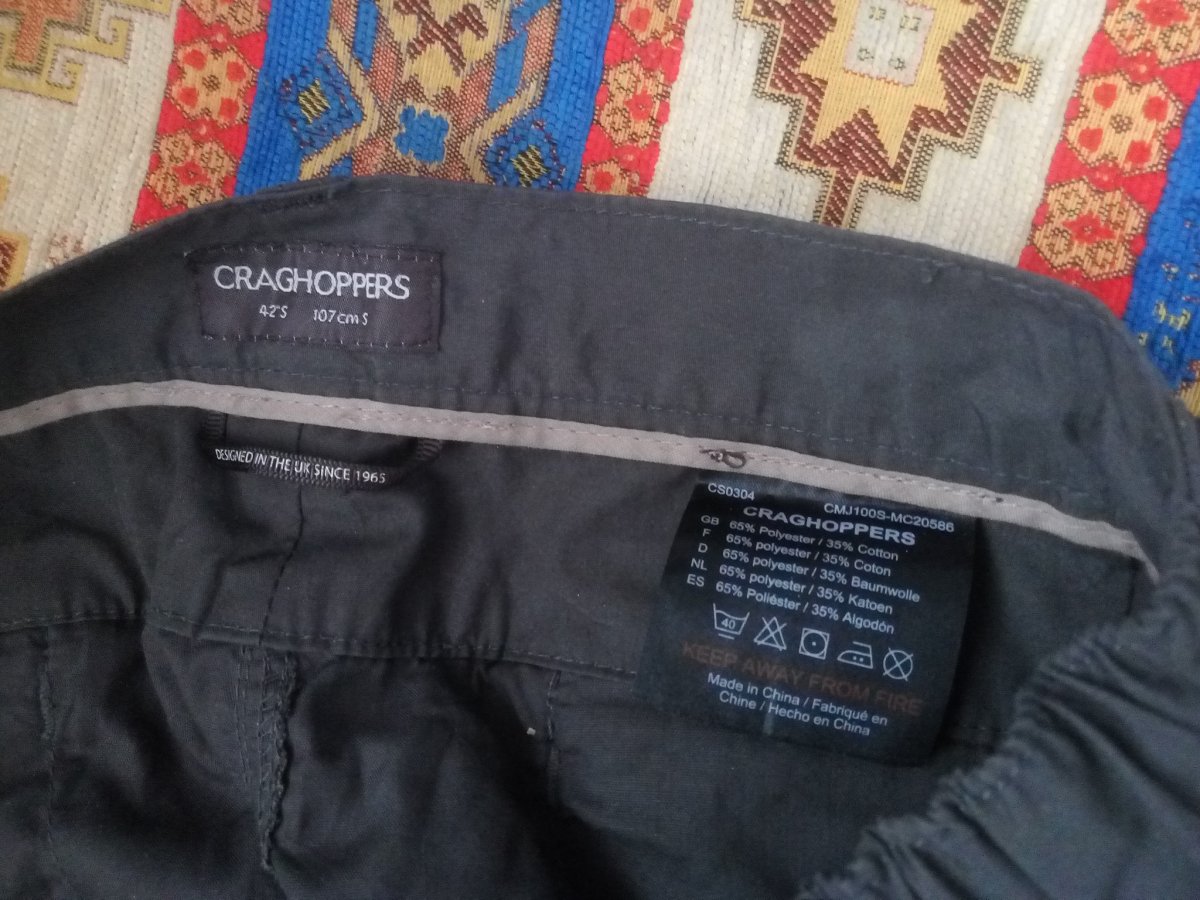 CRAGHOPPERS
42"S 107cm S
DESIGNED IN THE UK SINCE 1965
CS0304 CMJ100S-MC20586
CRAGHOPPERS
GB 65% Polyester / 35% Cotton
F 65% polyester / 35% Coton
D 65% polyester / 35% Baumwolle
NL 65% polyester / 35% Katoen
ES 65% Poliéster / 35% Algodón
40
KEEP AWAY FROM FIRE
Made in China / Fabriqué en
Chine / Hecho en China